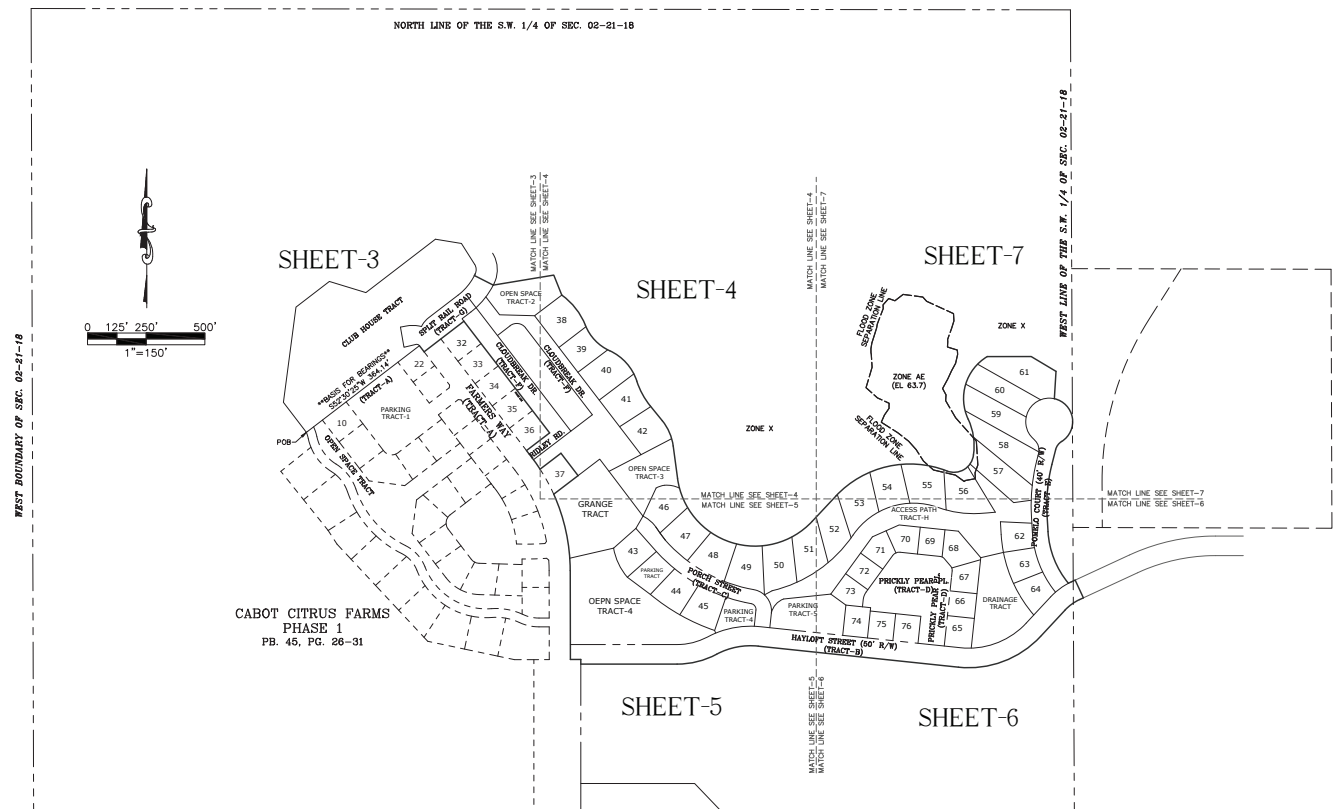 NORTH LINE OF THE S.W. 1/4 OF SEC. 02-21-18
WEST BOUNDARY OF SEC. 02-21-18
WEST LINE OF THE S.W. 1/4 OF SEC. 02-21-18
0 125' 250' 500'
1"=150'
SHEET-3
MATCH LINE SEE SHEET-3
MATCH LINE SEE SHEET-4
SHEET-4
MATCH LINE SEE SHEET-4
MATCH LINE SEE SHEET-7
SHEET-7
CLUB HOUSE TRACT
SPLIT RAIL ROAD
(TRACT-G)
OPEN SPACE
TRACT-2
**BASIS FOR BEARINGS**
S52°30'25"W 364.14'
(TRACT-A)
POB
10
22
PARKING
TRACT-1
OPEN SPACE TRACT
32
33
34
35
36
37
CLOUDBREAK DR.
(TRACT-F)
CLOUDBREAK DR.
(TRACT-F)
FARMERS WAY
(TRACT-A)
RIDLEY RD.
38
39
40
41
42
OPEN SPACE
TRACT-3
GRANGE
TRACT
ZONE X
FLOOD ZONE
SEPARATION LINE
ZONE X
ZONE AE
(EL 63.7)
FLOOD ZONE
SEPARATION LINE
61
60
59
58
57
56
55
54
53
52
51
50
49
48
47
46
MATCH LINE SEE SHEET-4
MATCH LINE SEE SHEET-5
MATCH LINE SEE SHEET-7
MATCH LINE SEE SHEET-6
ACCESS PATH
TRACT-H
POMELO COURT (40' R/W)
(TRACT-E)
43
PARKING
TRACT
44
45
PARKING
TRACT-4
PORCH STREET
(TRACT-C)
OEPN SPACE
TRACT-4
PARKING
TRACT-5
62
63
64
DRAINAGE
TRACT
65
66
67
68
69
70
71
72
73
74
75
76
PRICKLY PEAR PL.
(TRACT-D)
PRICKLY PEAR PL.
(TRACT-D)
HAYLOFT STREET (50' R/W)
(TRACT-B)
CABOT CITRUS FARMS
PHASE 1
PB. 45, PG. 26-31
SHEET-5
MATCH LINE SEE SHEET-5
MATCH LINE SEE SHEET-6
SHEET-6